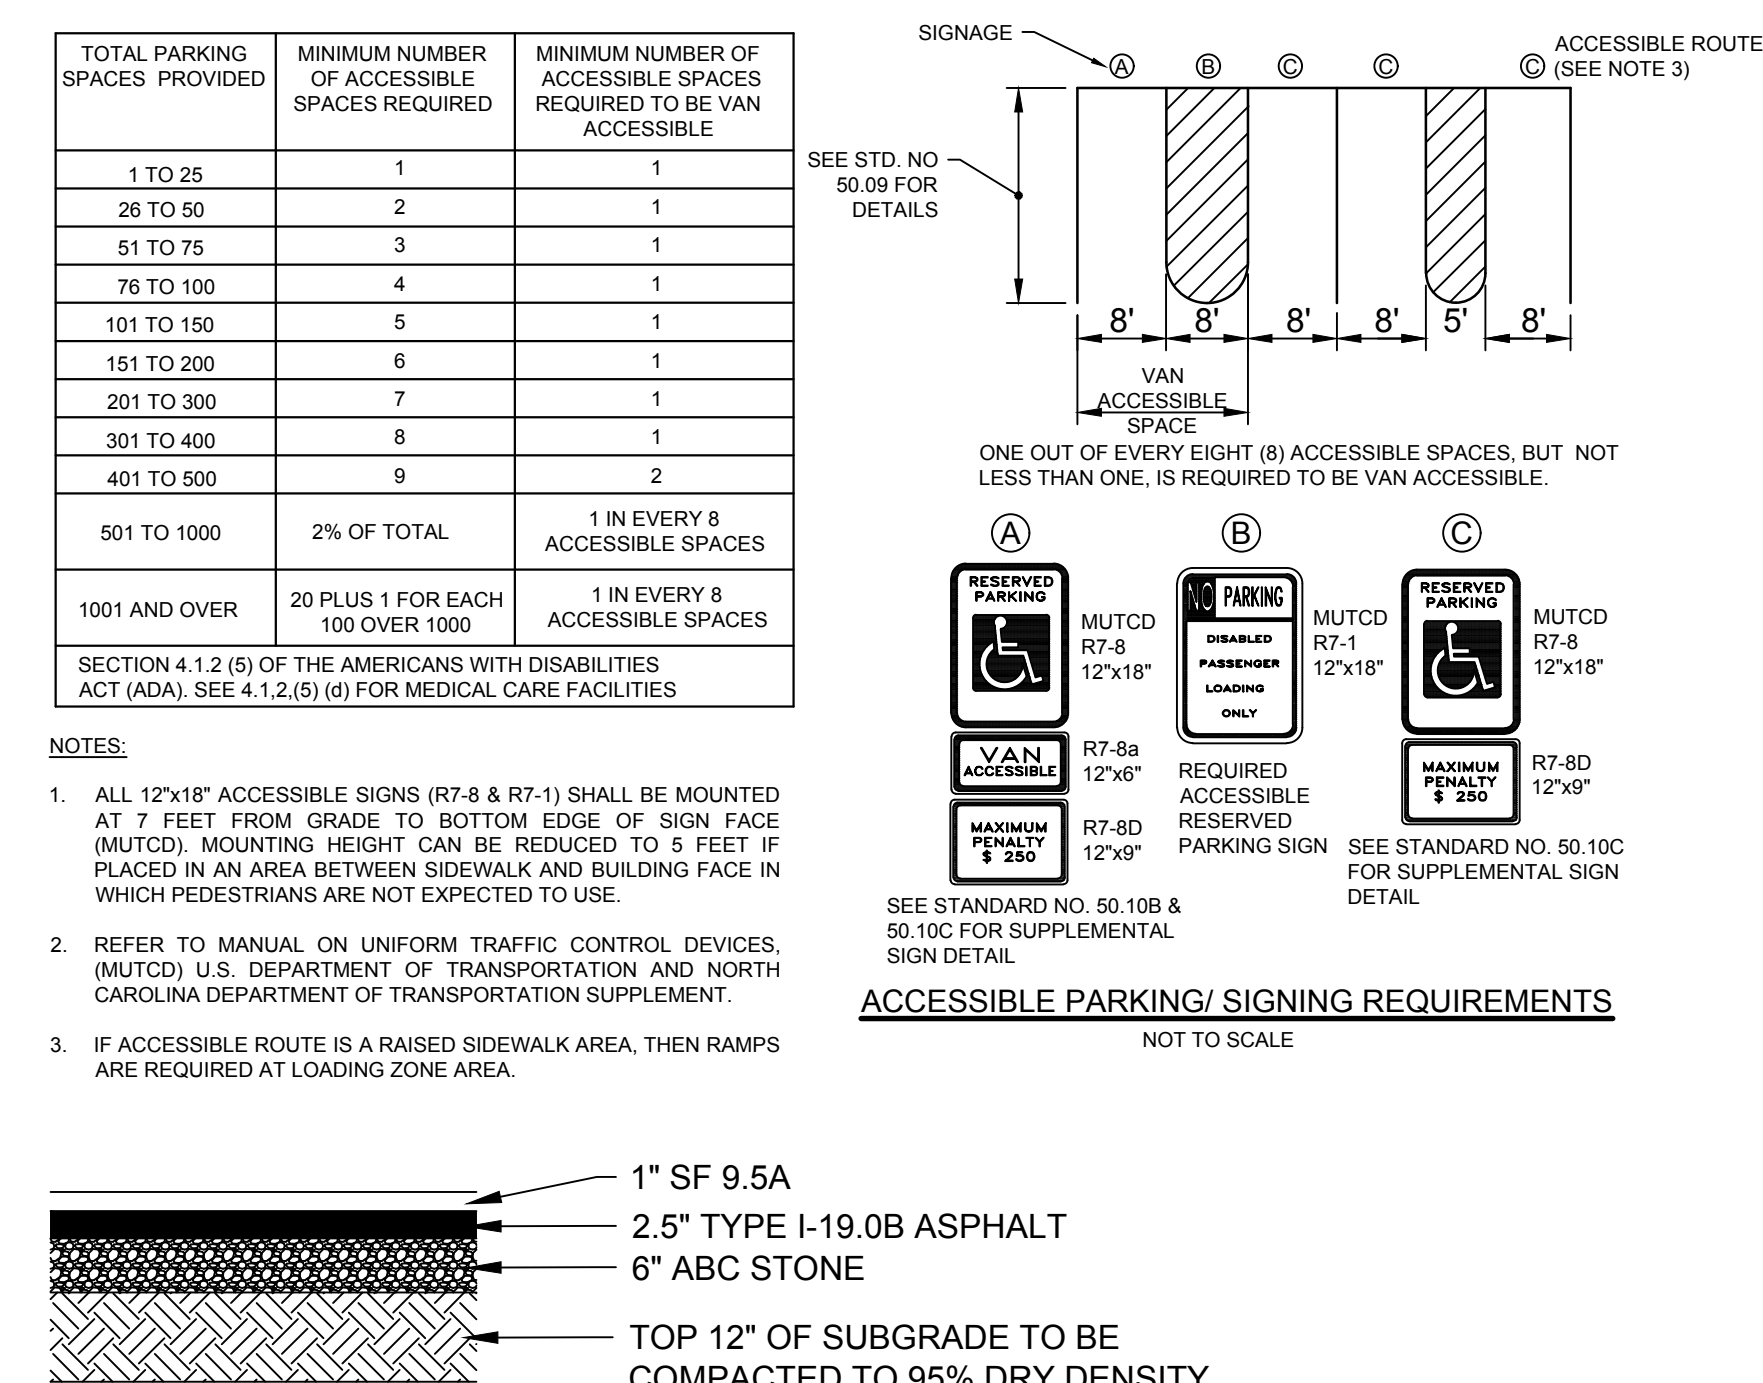 TOTAL PARKING
SPACES PROVIDED
MINIMUM NUMBER
OF ACCESSIBLE
SPACES REQUIRED
MINIMUM NUMBER OF
ACCESSIBLE SPACES
REQUIRED TO BE VAN
ACCESSIBLE
1 TO 25 1 1
26 TO 50 2 1
51 TO 75 3 1
76 TO 100 4 1
101 TO 150 5 1
151 TO 200 6 1
201 TO 300 7 1
301 TO 400 8 1
401 TO 500 9 2
501 TO 1000
2% OF TOTAL
1 IN EVERY 8
ACCESSIBLE SPACES
1001 AND OVER
20 PLUS 1 FOR EACH
100 OVER 1000
1 IN EVERY 8
ACCESSIBLE SPACES
SECTION 4.1.2 (5) OF THE AMERICANS WITH DISABILITIES
ACT (ADA). SEE 4.1,2,(5) (d) FOR MEDICAL CARE FACILITIES
NOTES:
1. ALL 12"x18" ACCESSIBLE SIGNS (R7-8 & R7-1) SHALL BE MOUNTED
AT 7 FEET FROM GRADE TO BOTTOM EDGE OF SIGN FACE
(MUTCD). MOUNTING HEIGHT CAN BE REDUCED TO 5 FEET IF
PLACED IN AN AREA BETWEEN SIDEWALK AND BUILDING FACE IN
WHICH PEDESTRIANS ARE NOT EXPECTED TO USE.
2. REFER TO MANUAL ON UNIFORM TRAFFIC CONTROL DEVICES,
(MUTCD) U.S. DEPARTMENT OF TRANSPORTATION AND NORTH
CAROLINA DEPARTMENT OF TRANSPORTATION SUPPLEMENT.
3. IF ACCESSIBLE ROUTE IS A RAISED SIDEWALK AREA, THEN RAMPS
ARE REQUIRED AT LOADING ZONE AREA.
SIGNAGE
A B C C C
ACCESSIBLE ROUTE
(SEE NOTE 3)
SEE STD. NO
50.09 FOR
DETAILS
8' 8' 8' 8' 5' 8'
VAN
ACCESSIBLE
SPACE
ONE OUT OF EVERY EIGHT (8) ACCESSIBLE SPACES, BUT NOT
LESS THAN ONE, IS REQUIRED TO BE VAN ACCESSIBLE.
A
RESERVED
PARKING
MUTCD
R7-8
12"x18"
VAN
ACCESSIBLE
R7-8a
12"x6"
MAXIMUM
PENALTY
$ 250
R7-8D
12"x9"
SEE STANDARD NO. 50.10B &
50.10C FOR SUPPLEMENTAL
SIGN DETAIL
B
NO PARKING
DISABLED
PASSENGER
LOADING
ONLY
MUTCD
R7-1
12"x18"
REQUIRED
ACCESSIBLE
RESERVED
PARKING SIGN
C
RESERVED
PARKING
MUTCD
R7-8
12"x18"
MAXIMUM
PENALTY
$ 250
R7-8D
12"x9"
SEE STANDARD NO. 50.10C
FOR SUPPLEMENTAL SIGN
DETAIL
ACCESSIBLE PARKING/ SIGNING REQUIREMENTS
NOT TO SCALE
1" SF 9.5A
2.5" TYPE I-19.0B ASPHALT
6" ABC STONE
TOP 12" OF SUBGRADE TO BE
COMPACTED TO 95% DRY DENSITY